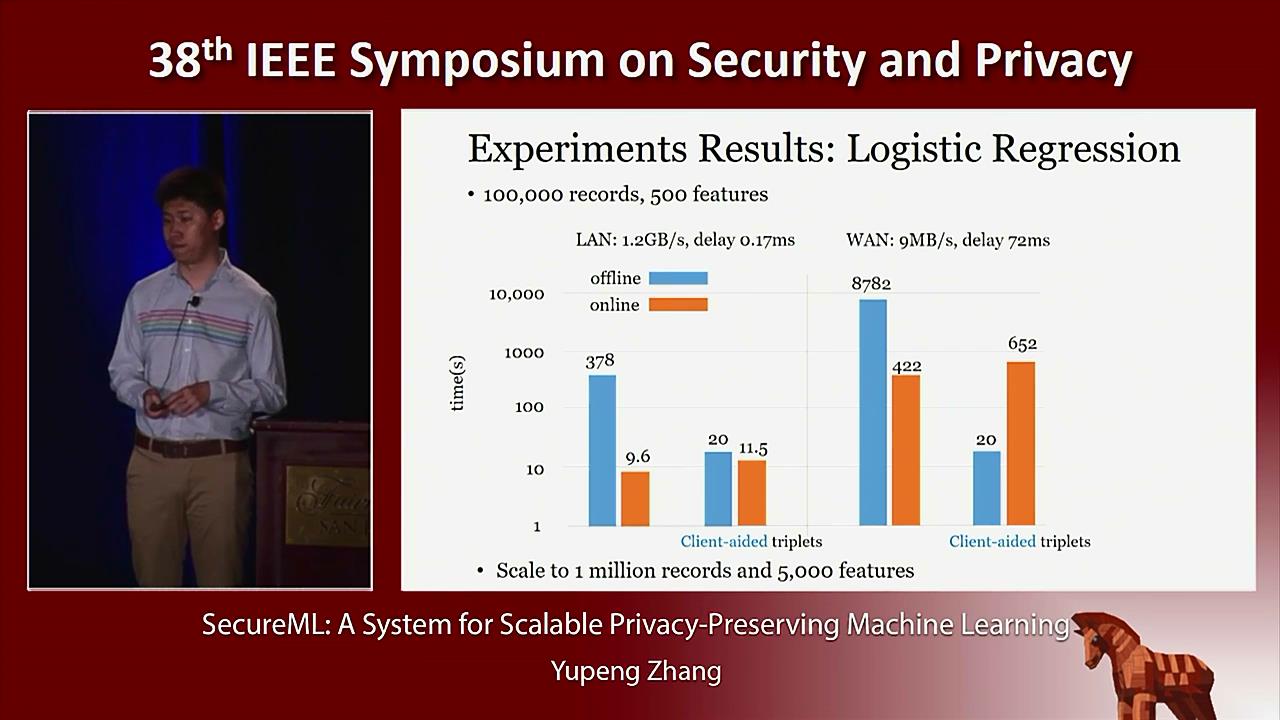 38th IEEE Symposium on Security and Privacy
Experiments Results: Logistic Regression
• 100,000 records, 500 features
LAN: 1.2GB/s, delay 0.17ms
WAN: 9MB/s, delay 72ms
offline
online
time(s)
10,000
1000
100
10
1
378
9.6
20
11.5
8782
422
20
652
Client-aided triplets
Client-aided triplets
• Scale to 1 million records and 5,000 features
SecureML: A System for Scalable Privacy-Preserving Machine Learning
Yupeng Zhang